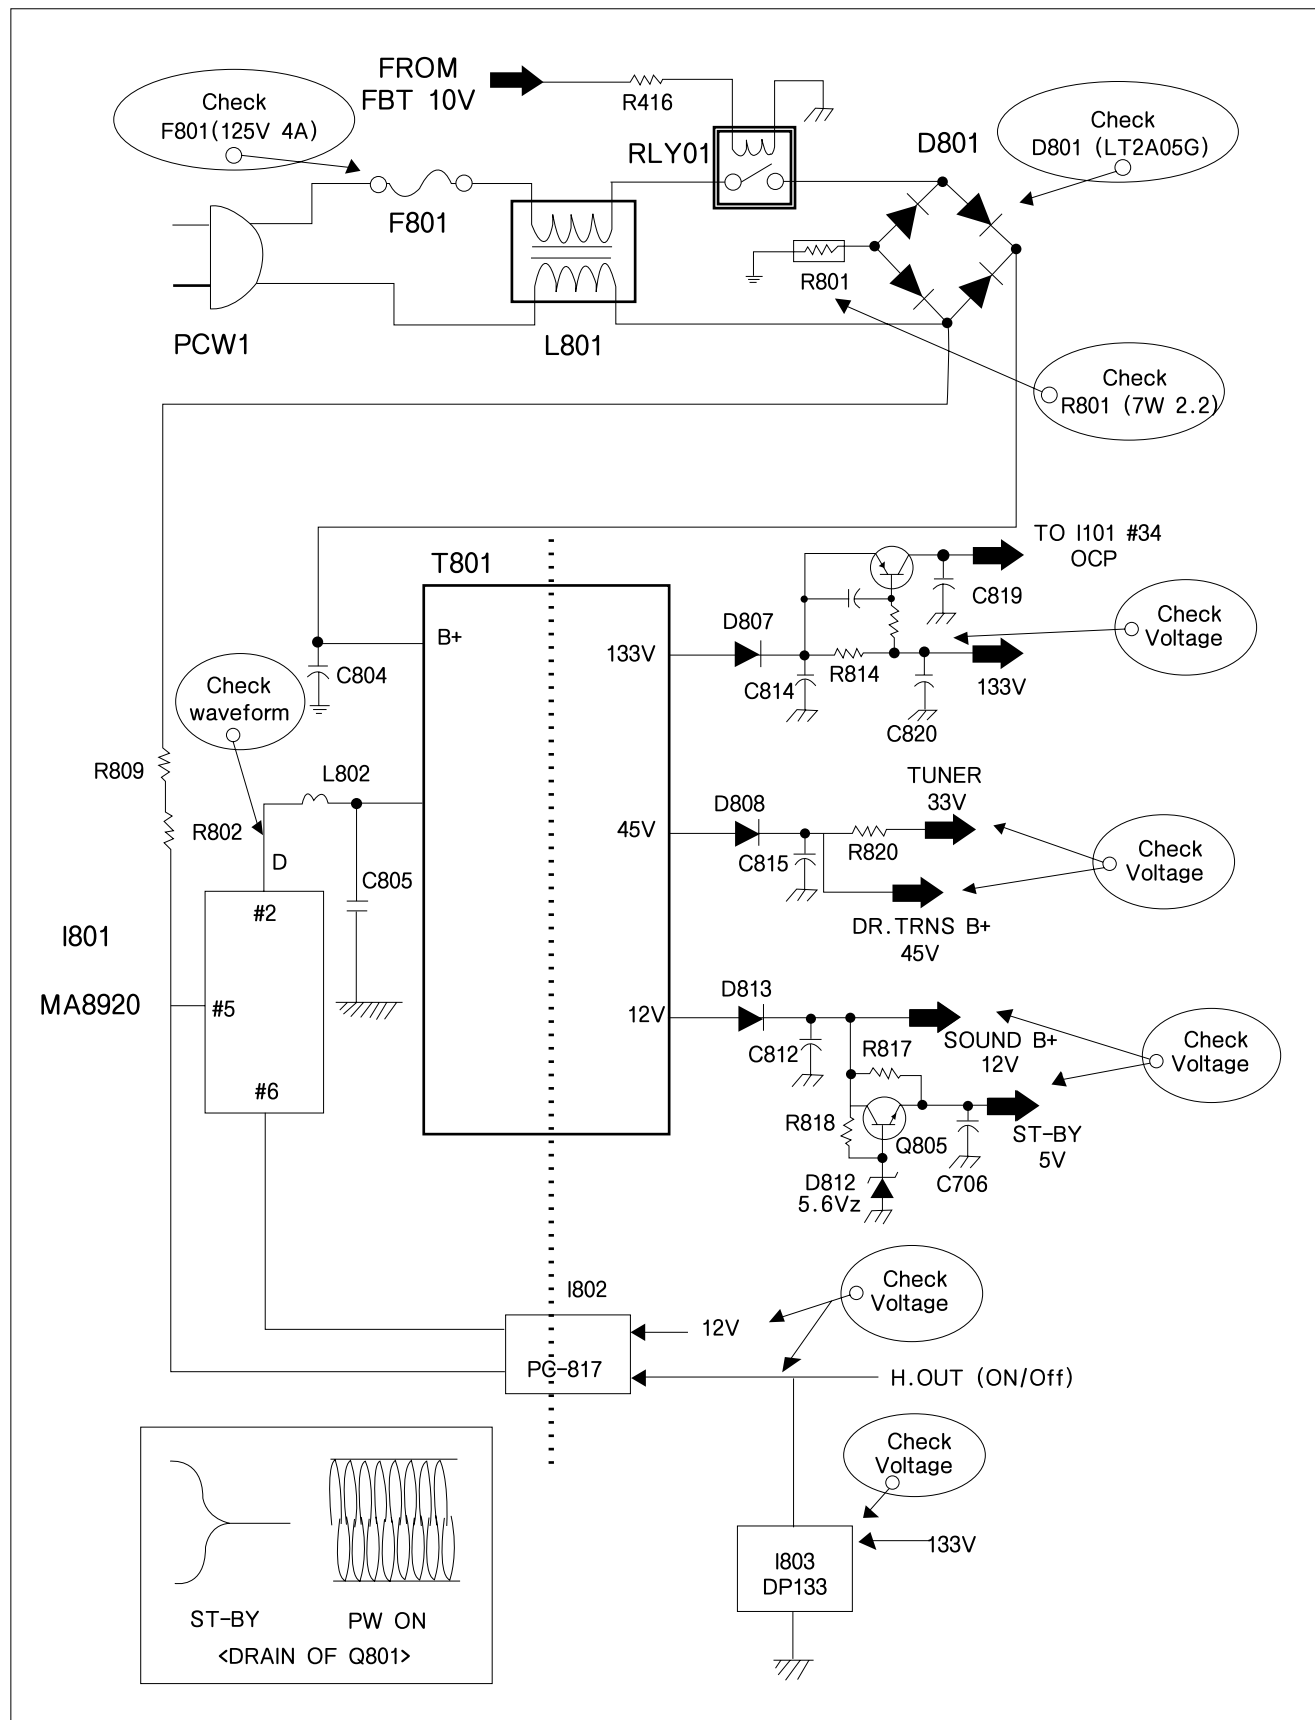 FROM
FBT 10V
Check
F801(125V 4A)
R416
RLY01
D801
Check
D801 (LT2A05G)
F801
R801
PCW1
L801
Check
R801 (7W 2.2)
T801
TO I101 #34
OCP
C819
Check
Voltage
D807
B+
133V
C804
C814
R814
133V
C820
Check
waveform
R809
L802
R802
D
C805
TUNER
33V
D808
45V
C815
R820
Check
Voltage
DR.TRNS B+
45V
#2
I801
MA8920
#5
#6
D813
12V
C812
R817
SOUND B+
12V
Check
Voltage
R818
Q805
ST-BY
5V
D812
5.6Vz
C706
I802
12V
Check
Voltage
PC-817
H.OUT (ON/Off)
Check
Voltage
133V
I803
DP133
ST-BY
PW ON
<DRAIN OF Q801>